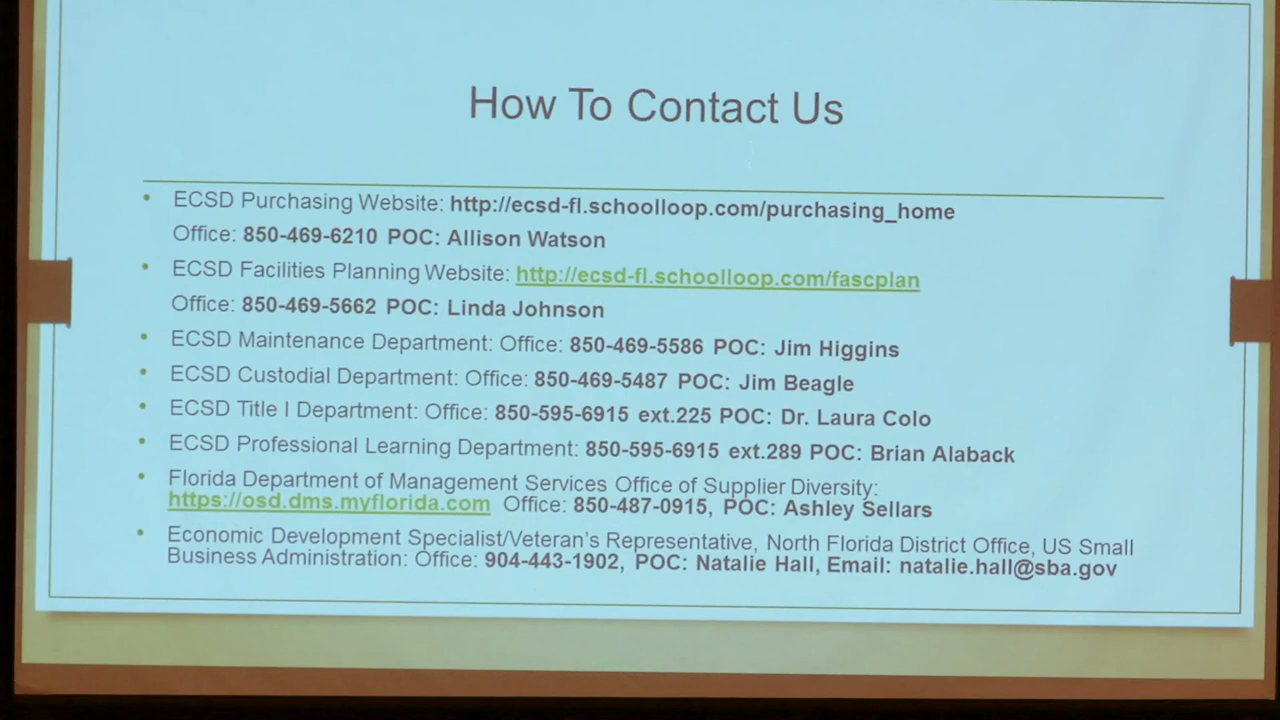 How To Contact Us
• ECSD Purchasing Website: http://ecsd-fl.schoolloop.com/purchasing_home
Office: 850-469-6210 POC: Allison Watson
• ECSD Facilities Planning Website: http://ecsd-fl.schoolloop.com/fascplan
Office: 850-469-5662 POC: Linda Johnson
• ECSD Maintenance Department: Office: 850-469-5586 POC: Jim Higgins
• ECSD Custodial Department: Office: 850-469-5487 POC: Jim Beagle
• ECSD Title I Department: Office: 850-595-6915 ext.225 POC: Dr. Laura Colo
• ECSD Professional Learning Department: 850-595-6915 ext.289 POC: Brian Alaback
• Florida Department of Management Services Office of Supplier Diversity:
https://osd.dms.myflorida.com Office: 850-487-0915, POC: Ashley Sellars
• Economic Development Specialist/Veteran's Representative, North Florida District Office, US Small
Business Administration: Office: 904-443-1902, POC: Natalie Hall, Email: natalie.hall@sba.gov